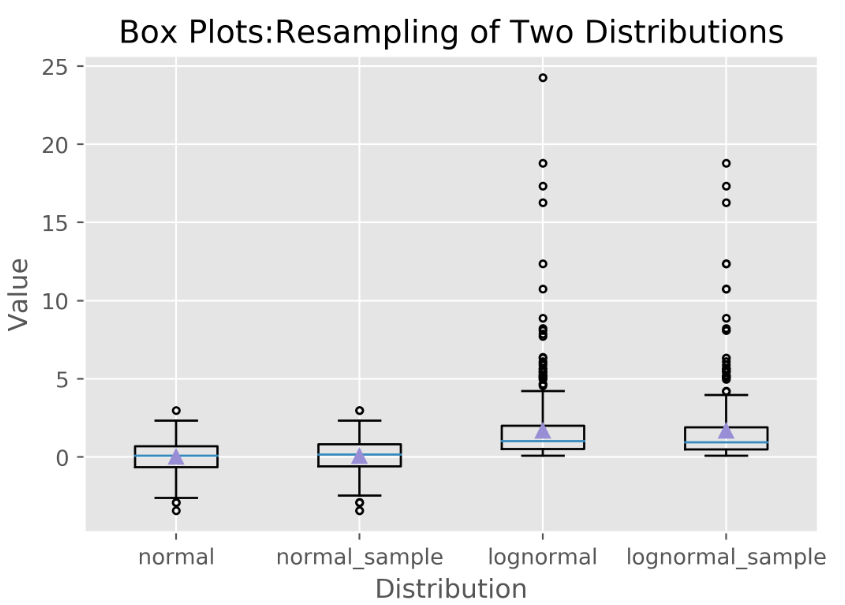 Box Plots:Resampling of Two Distributions
25
20
15
10
5
0
Value
normal normal_sample lognormal lognormal_sample
Distribution